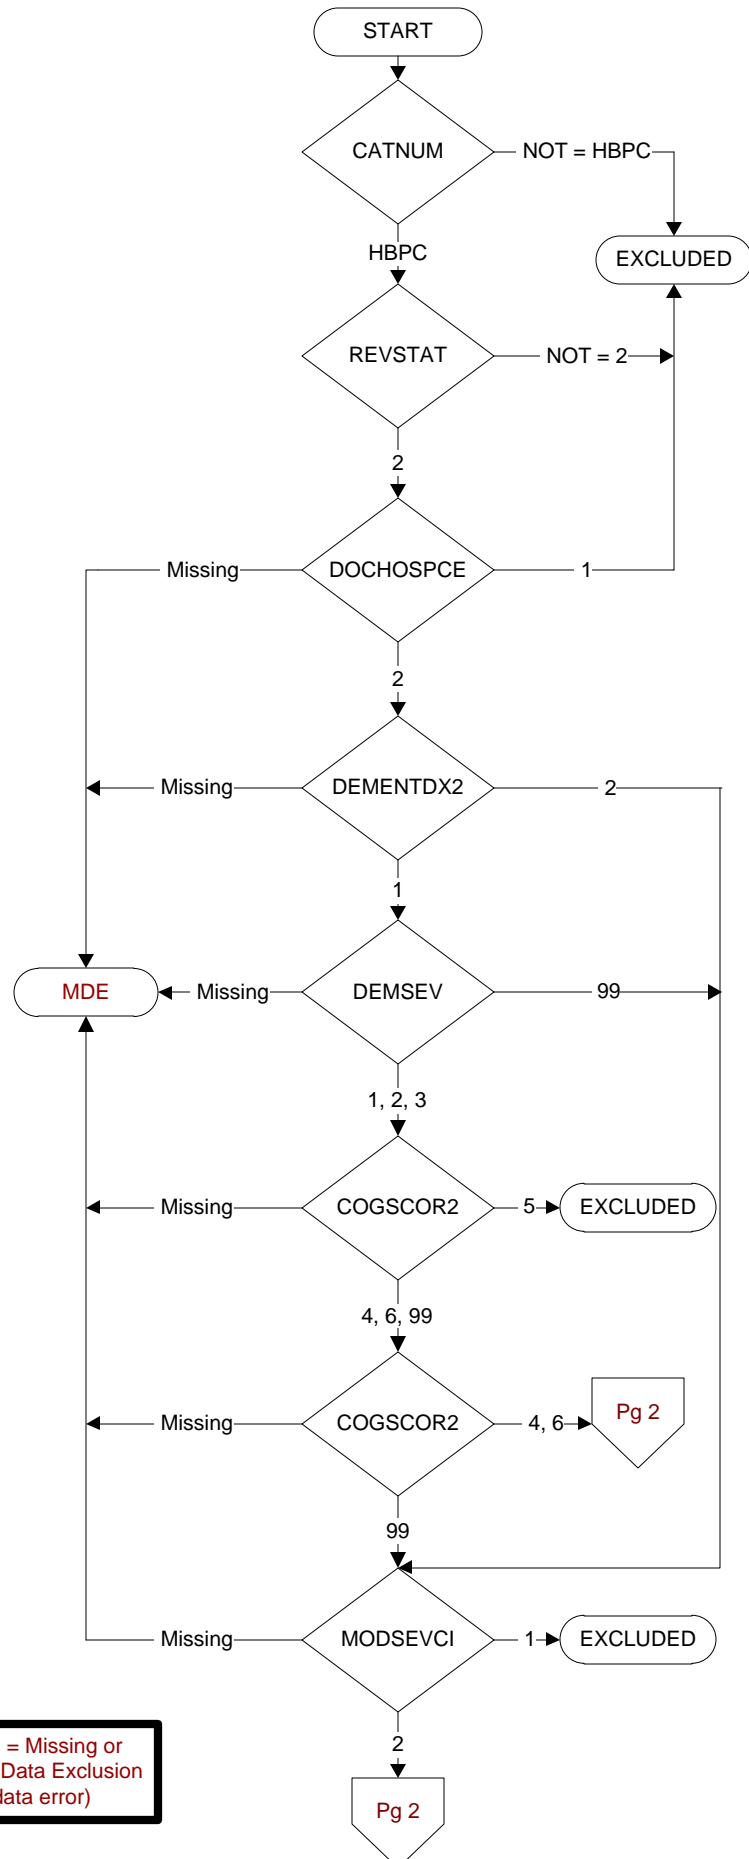 START
CATNUM
NOT = HBPC
HBPC
EXCLUDED
REVSTAT
NOT = 2
2
Missing
DOCHOSPCE
1
2
Missing
DEMENTDX2
2
1
MDE
Missing
DEMSEV
99
1, 2, 3
Missing
COGSCOR2
5
EXCLUDED
4, 6, 99
Missing
COGSCOR2
4, 6
Pg 2
99
Missing
MODSEVCI
1
EXCLUDED
= Missing or
Data Exclusion
data error)
2
Pg 2